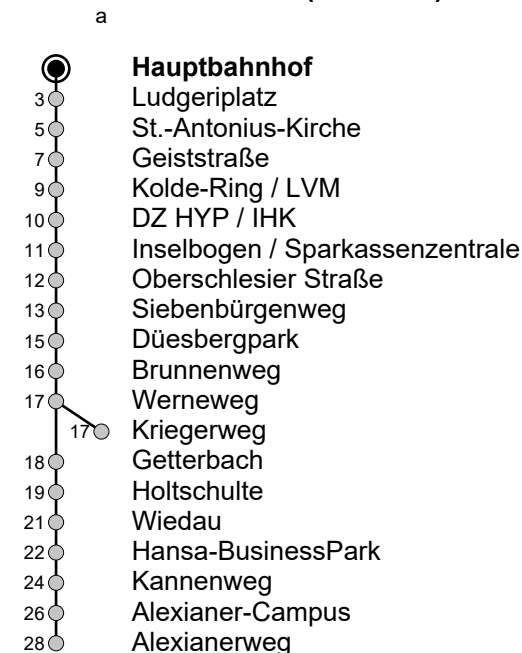 a
Hauptbahnhof
3 Ludgeriplatz
5 St.-Antonius-Kirche
7 Geiststraße
9 Kolde-Ring / LVM
10 DZ HYP / IHK
11 Inselbogen / Sparkassenzentrale
12 Oberschlesier Straße
13 Siebenbürgenweg
15 Düesbergpark
16 Brunnenweg
17 Werneweg
17 Kriegerweg
18 Getterbach
19 Holtschulte
21 Wiedau
22 Hansa-BusinessPark
24 Kannenweg
26 Alexianer-Campus
28 Alexianerweg